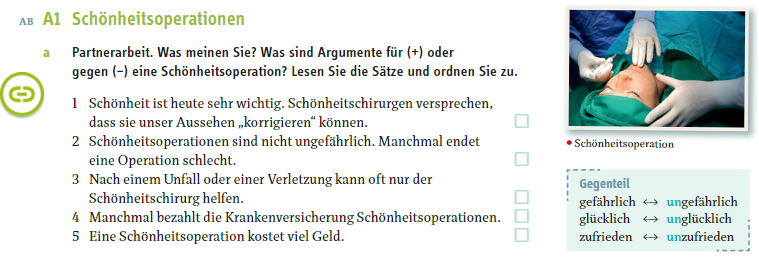 AB A1 Schönheitsoperationen
a Partnerarbeit. Was meinen Sie? Was sind Argumente für (+) oder
gegen (–) eine Schönheitsoperation? Lesen Sie die Sätze und ordnen Sie zu.
1 Schönheit ist heute sehr wichtig. Schönheitschirurgen versprechen,
dass sie unser Aussehen „korrigieren“ können.
2 Schönheitsoperationen sind nicht ungefährlich. Manchmal endet
eine Operation schlecht.
3 Nach einem Unfall oder einer Verletzung kann oft nur der
Schönheitschirurg helfen.
4 Manchmal bezahlt die Krankenversicherung Schönheitsoperationen.
5 Eine Schönheitsoperation kostet viel Geld.
• Schönheitsoperation
Gegenteil
gefährlich ↔ ungefährlich
glücklich ↔ unglücklich
zufrieden ↔ unzufrieden